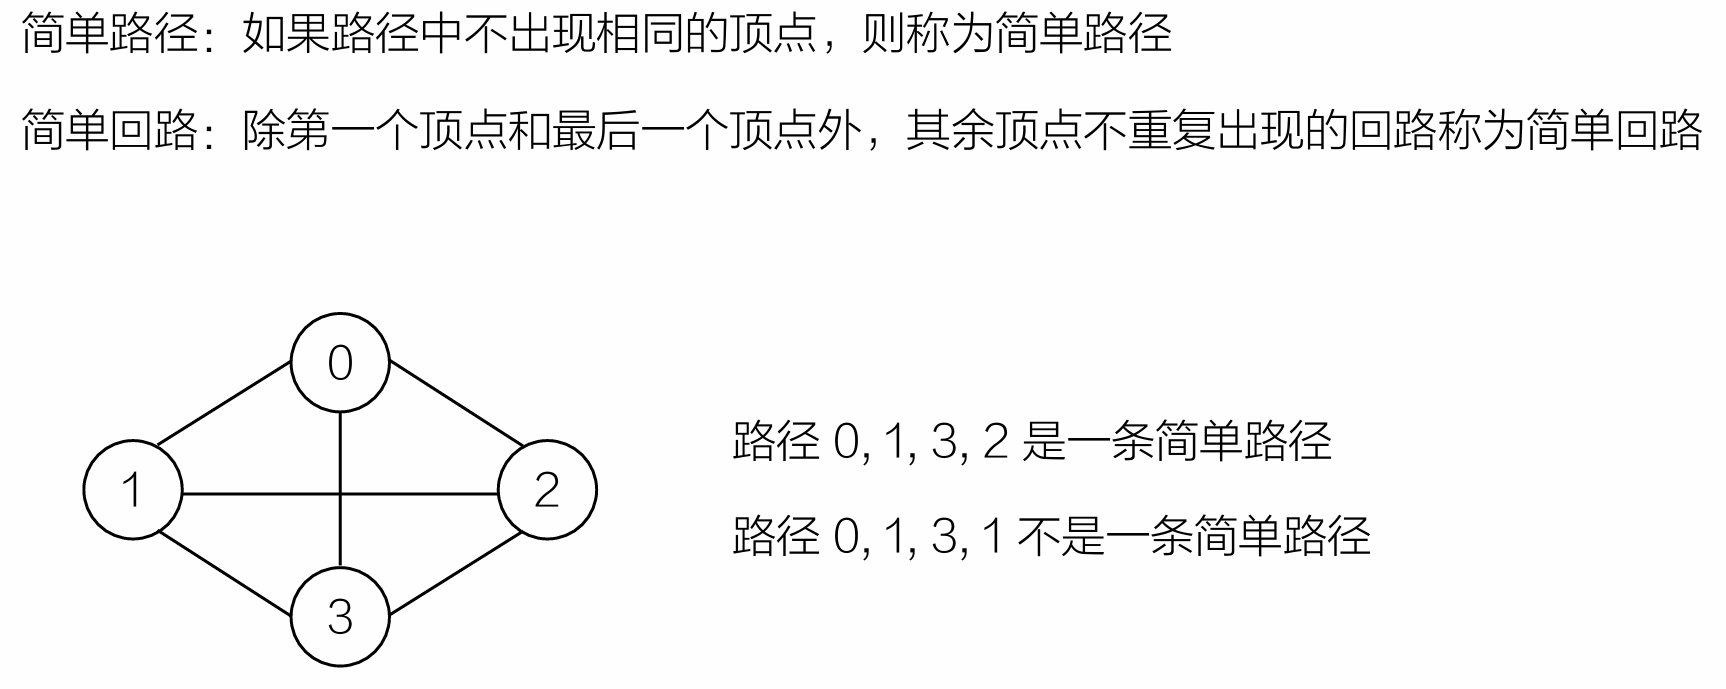 简单路径：如果路径中不出现相同的顶点，则称为简单路径
简单回路：除第一个顶点和最后一个顶点外，其余顶点不重复出现的回路称为简单回路
0
1
2
3
路径 0, 1, 3, 2 是一条简单路径
路径 0, 1, 3, 1 不是一条简单路径